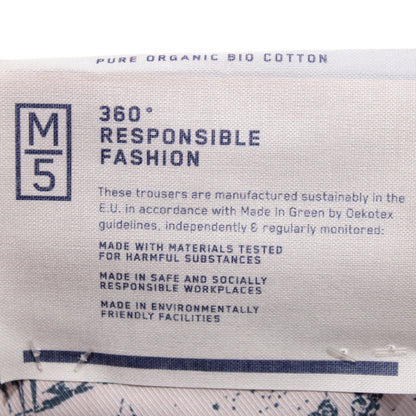 PURE ORGANIC BIO COTTON
M
5
360°
RESPONSIBLE
FASHION
These trousers are manufactured sustainably in the
E.U. in accordance with Made In Green by Oekotex
guidelines, independently & regularly monitored:
MADE WITH MATERIALS TESTED
FOR HARMFUL SUBSTANCES
MADE IN SAFE AND SOCIALLY
RESPONSIBLE WORKPLACES
MADE IN ENVIRONMENTALLY
FRIENDLY FACILITIES